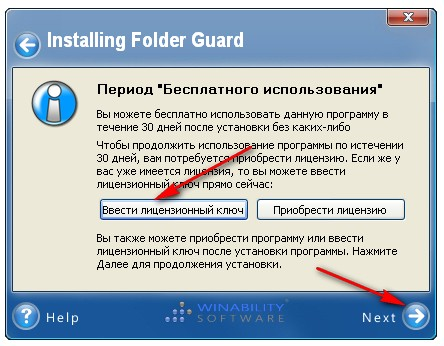 Installing Folder Guard
Период "Бесплатного использования"
Вы можете бесплатно использовать данную программу в
течение 30 дней после установки без каких-либо
Чтобы продолжить использование программы по истечении
30 дней, вам потребуется приобрести лицензию. Если же у
вас уже имеется лицензия, то вы можете ввести
лицензионный ключ прямо сейчас:
Ввести лицензионный ключ Приобрести лицензию
Вы также можете приобрести программу или ввести
лицензионный ключ после установки программы. Нажмите
Далее для продолжения установки.
? Help WINABILITY® Next
SOFTWARE